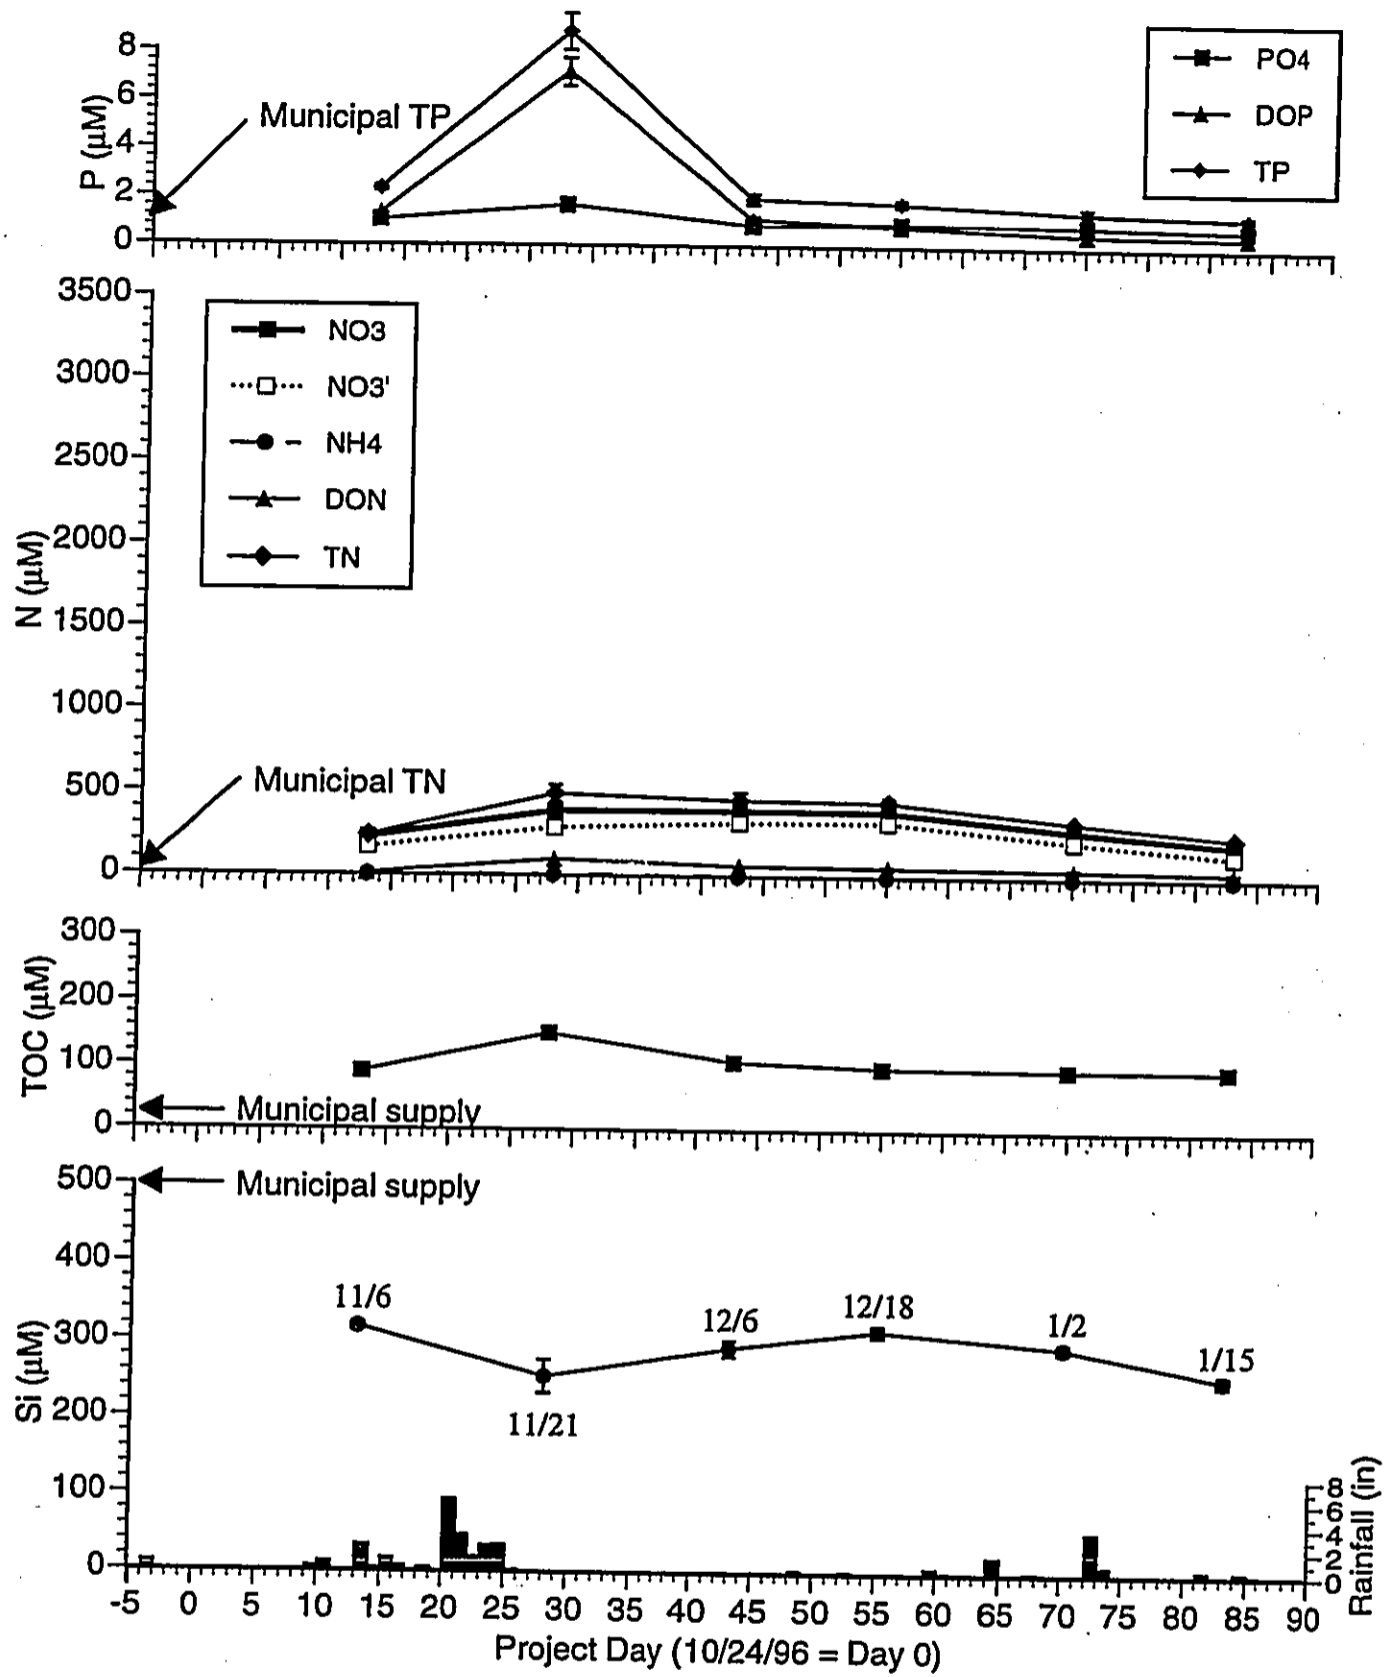 8
6
4
2
0
P (µM)
Municipal TP
PO4
DOP
TP
3500
3000
2500
2000
1500
1000
500
0
N (µM)
NO3
NO3'
NH4
DON
TN
Municipal TN
300
200
100
0
TOC (µM)
Municipal supply
500
400
300
200
100
0
Si (µM)
Municipal supply
11/6
11/21
12/6
12/18
1/2
1/15
8
6
4
2
0
Rainfall (in)
-5 0 5 10 15 20 25 30 35 40 45 50 55 60 65 70 75 80 85 90
Project Day (10/24/96 = Day 0)